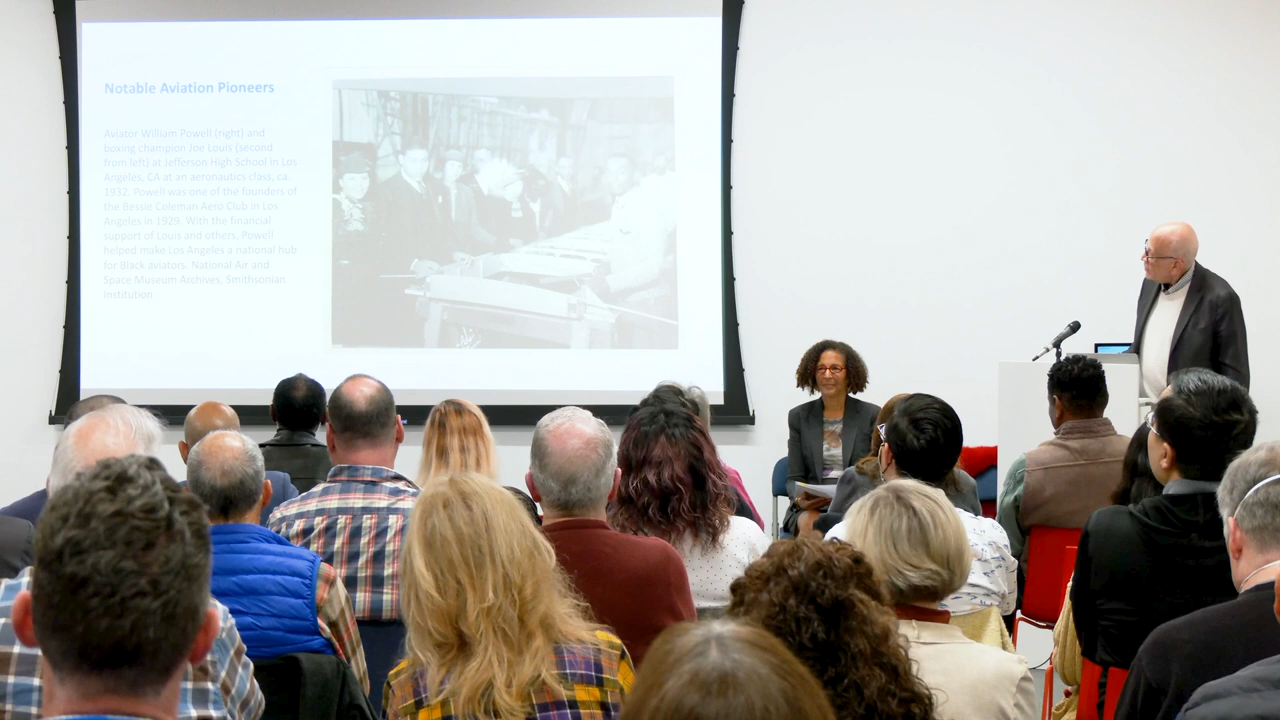 Notable Aviation Pioneers
Aviator William Powell (right) and
boxing champion Joe Louis (second
from left) at Jefferson High School in Los
Angeles, CA at an aeronautics class, ca.
1932. Powell was one of the founders of
the Bessie Coleman Aero Club in Los
Angeles in 1929. With the financial
support of Louis and others, Powell
helped make Los Angeles a national hub
for Black aviators. National Air and
Space Museum Archives, Smithsonian
Institution